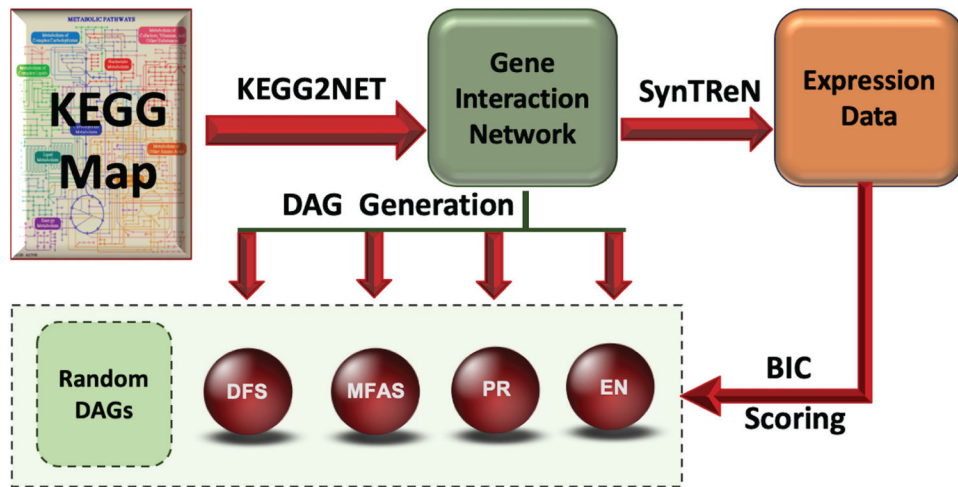 METABOLIC PATHWAYS
KEGG
Map
KEGG2NET
Gene
Interaction
Network
SynTReN
Expression
Data
DAG Generation
Random
DAGs
DFS
MFAS
PR
EN
BIC
Scoring